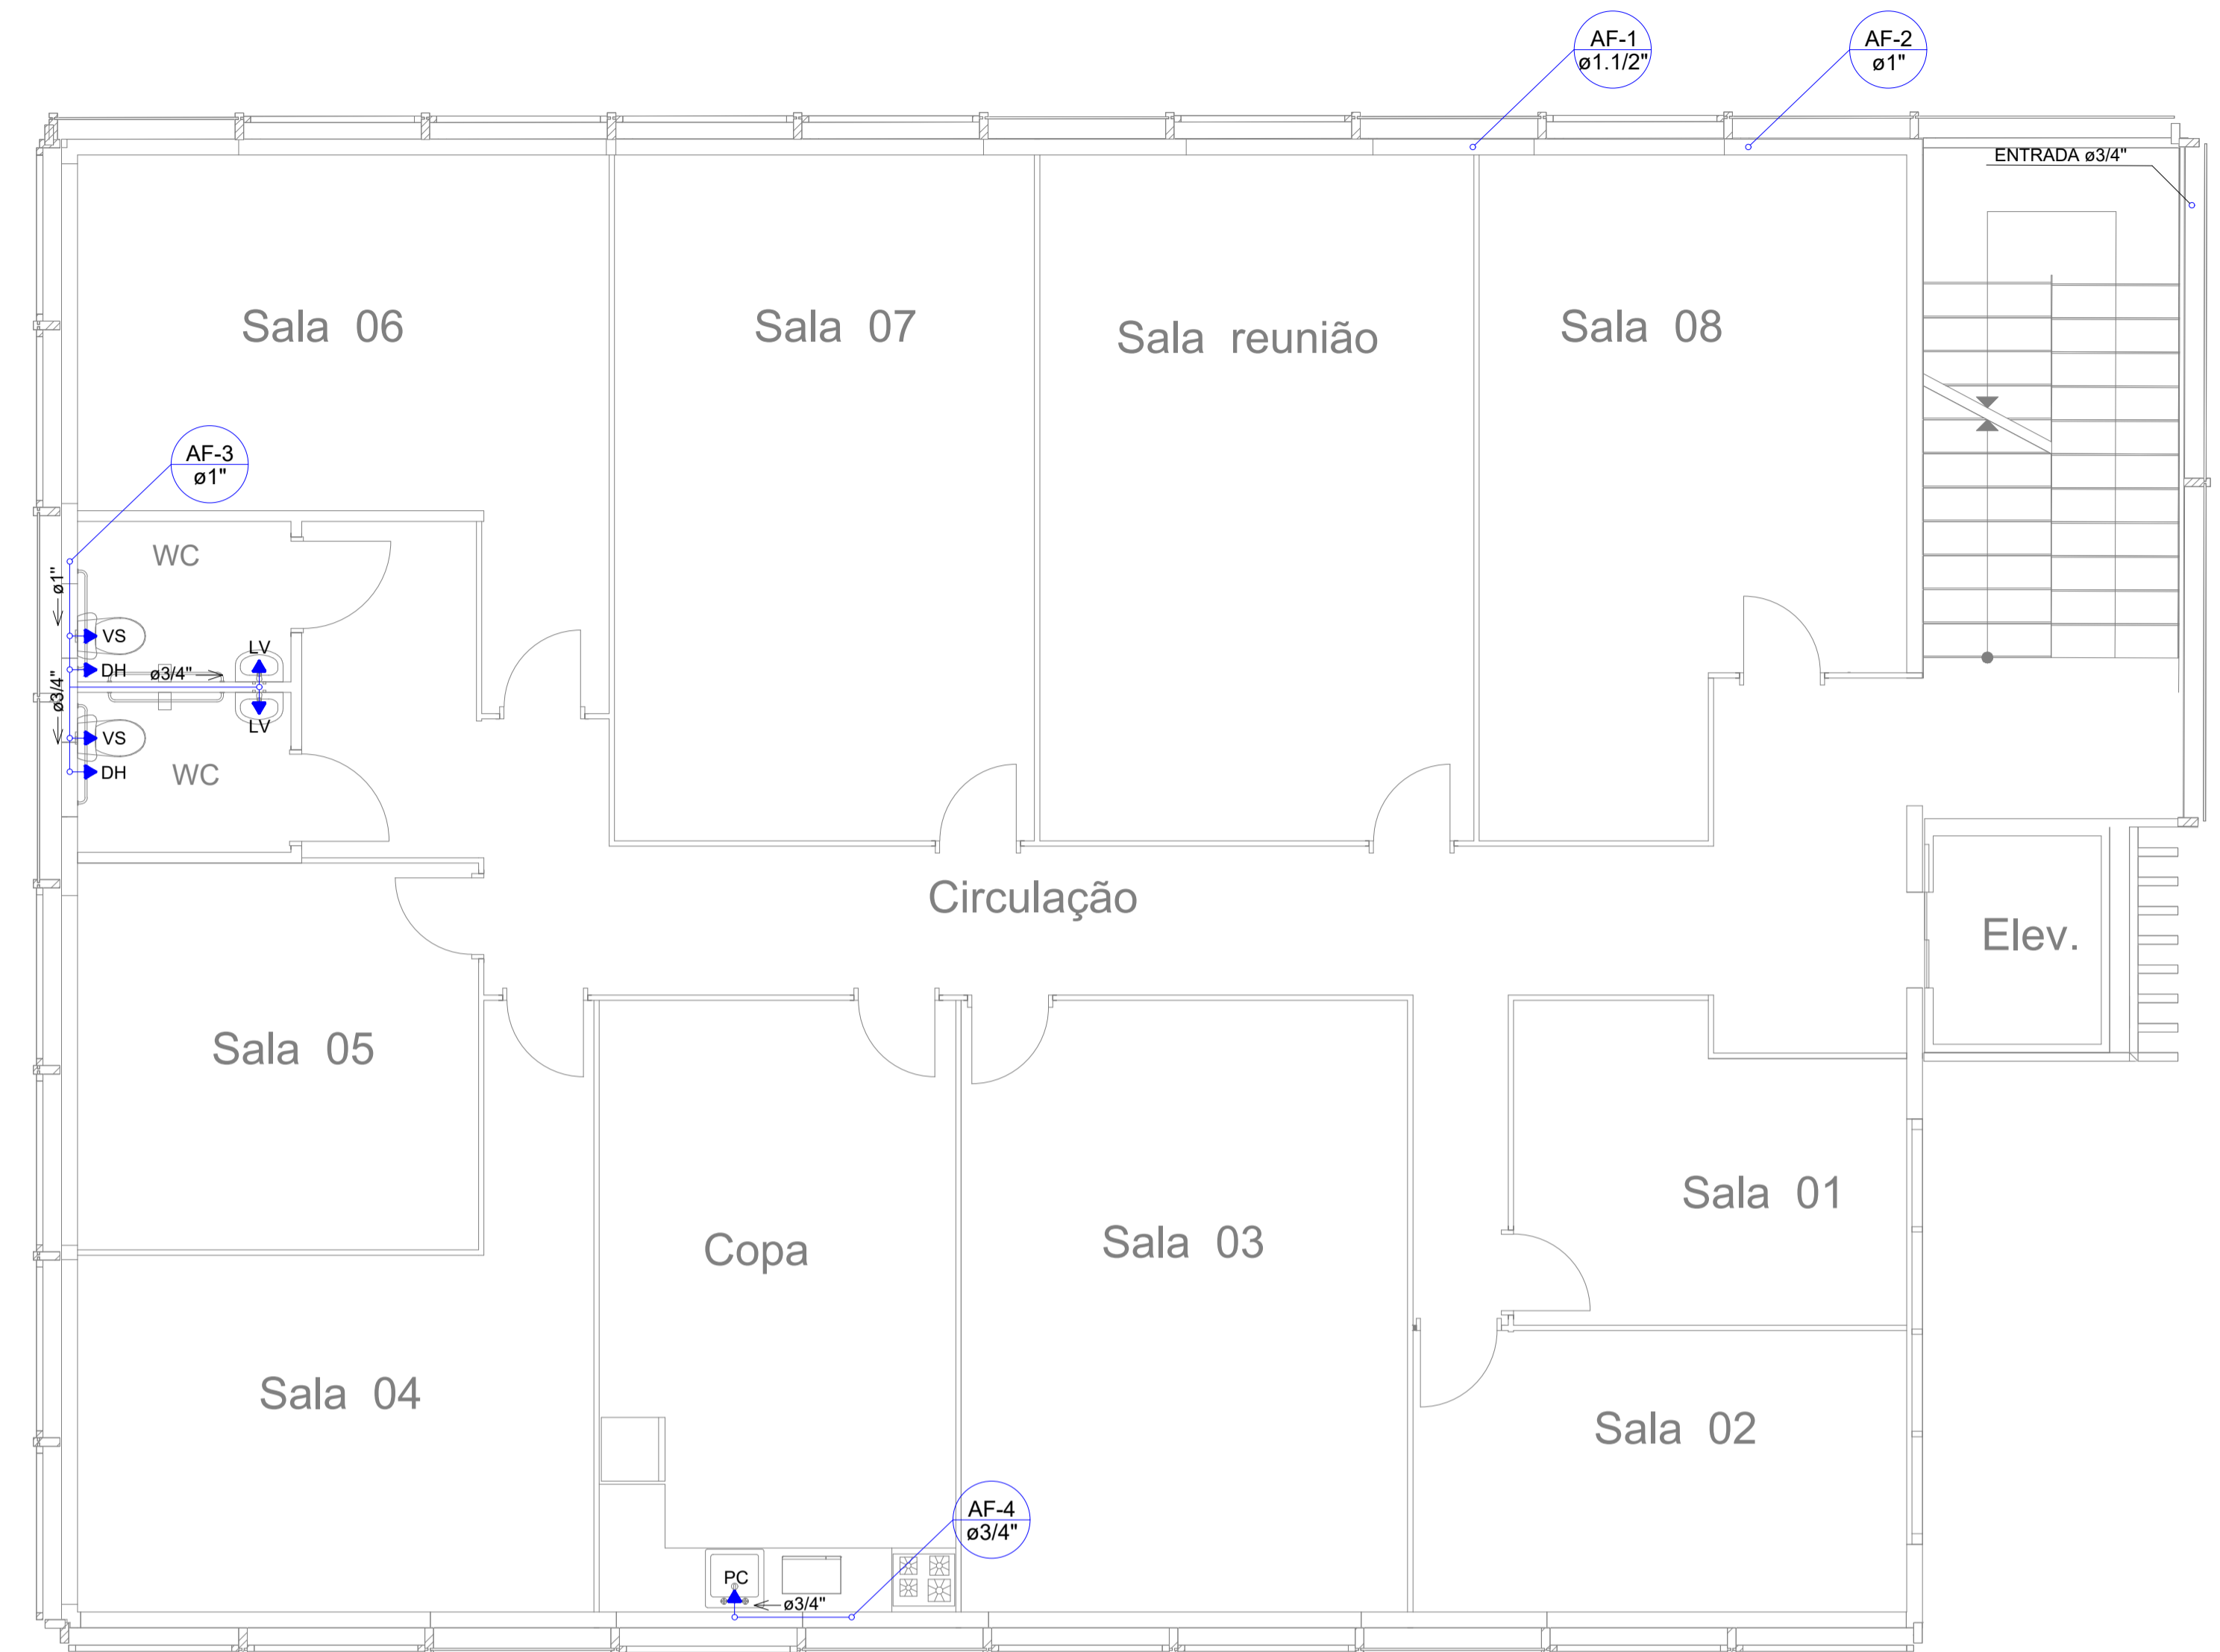 AF-1
ø1.1/2"
AF-2
ø1"
ENTRADA ø3/4"
Sala 06
Sala 07
Sala reunião
Sala 08
AF-3
ø1"
WC
ø1"
VS
LV
DH
ø3/4"
ø3/4"
LV
VS
DH
WC
Circulação
Elev.
Sala 05
Sala 01
Copa
Sala 03
Sala 04
Sala 02
AF-4
ø3/4"
PC
ø3/4"